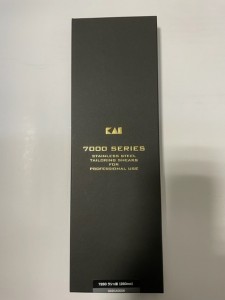 KAI
7000 SERIES
STAINLESS STEEL
TAILORING SHEARS
FOR
PROFESSIONAL USE